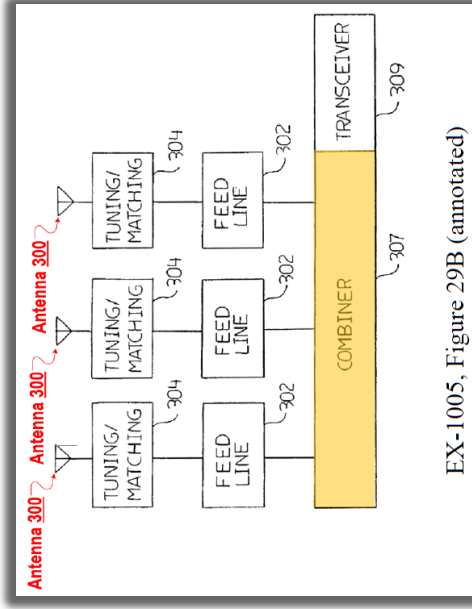 Antenna 300
Antenna 300
Antenna 300
TUNING/
MATCHING
304
TUNING/
MATCHING
304
TUNING/
MATCHING
304
FEED
LINE
302
FEED
LINE
302
FEED
LINE
302
COMBINER
307
TRANSCEIVER
309
EX-1005, Figure 29B (annotated)